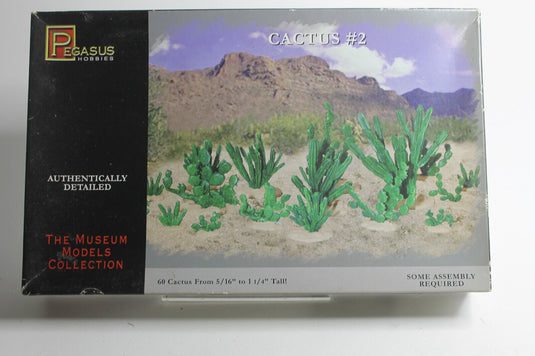 PEGASUS
HOBBIES
CACTUS #2
AUTHENTICALLY
DETAILED
THE MUSEUM
MODELS
COLLECTION
60 Cactus From 5/16" to 1 1/4" Tall!
SOME ASSEMBLY
REQUIRED